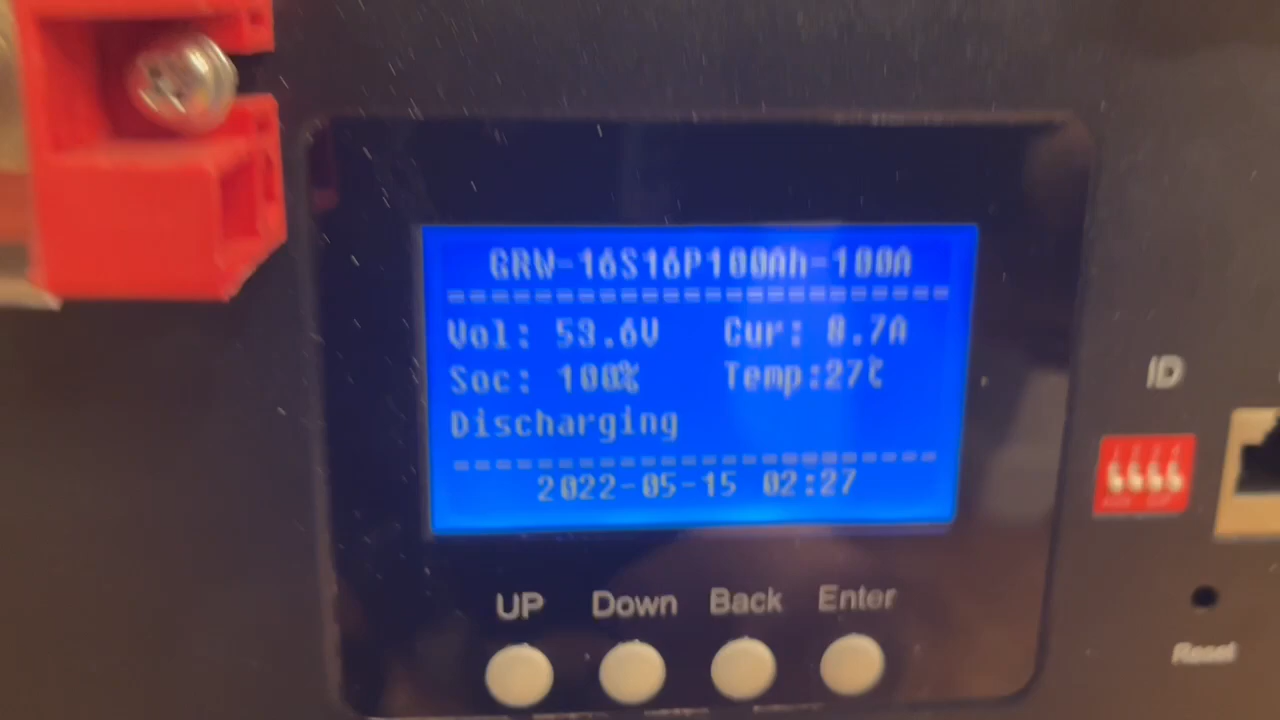 GRW-16S16P100Ah-100A
Vol: 53.6V Cur: 0.7A
Soc: 100% Temp:27℃
Discharging
2022-05-15 02:27
UP Down Back Enter
ID
Reset